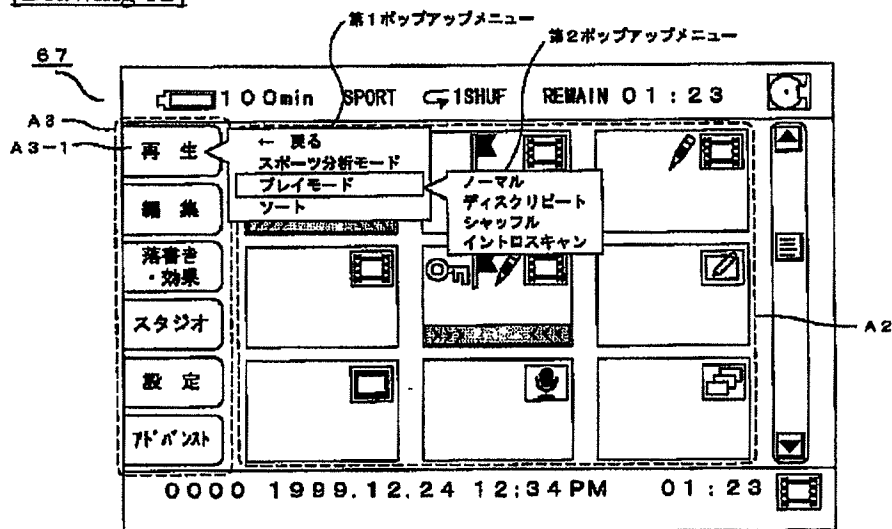 第1ポップアップメニュー
第2ポップアップメニュー
67
100min SPORT 1SHUF REMAIN 01:23
A3
A3-1
再 生
← 戻る
スポーツ分析モード
プレイモード
ソート
ノーマル
ディスクリピート
シャッフル
イントロスキャン
編 集
落書き
・効果
スタジオ
設 定
アドバンスト
A2
0000 1999.12.24 12:34PM 01:23